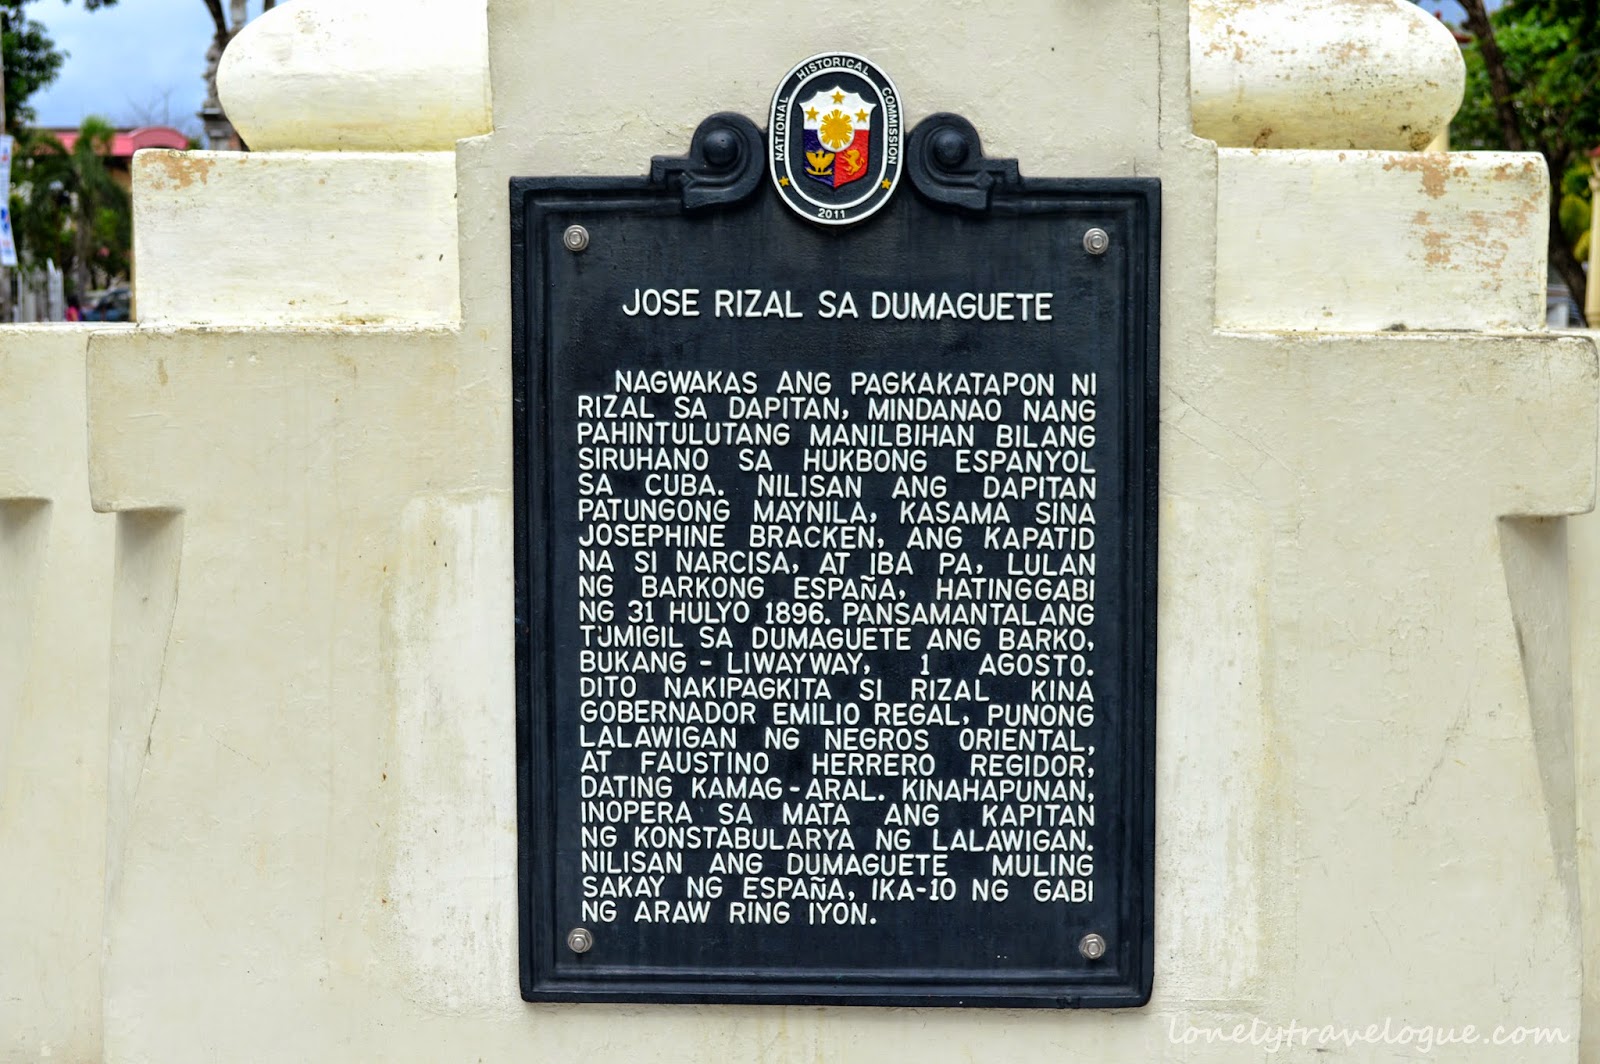 NATIONAL HISTORICAL COMMISSION
2011
JOSE RIZAL SA DUMAGUETE
NAGWAKAS ANG PAGKAKATAPON NI
RIZAL SA DAPITAN, MINDANAO NANG
PAHINTULUTANG MANILBIHAN BILANG
SIRUHANO SA HUKBONG ESPANYOL
SA CUBA. NILISAN ANG DAPITAN
PATUNGONG MAYNILA, KASAMA SINA
JOSEPHINE BRACKEN, ANG KAPATID
NA SI NARCISA, AT IBA PA, LULAN
NG BARKONG ESPAÑA, HATINGGABI
NG 31 HULYO 1896. PANSAMANTALANG
TUMIGIL SA DUMAGUETE ANG BARKO,
BUKANG - LIWAYWAY, 1 AGOSTO.
DITO NAKIPAGKITA SI RIZAL KINA
GOBERNADOR EMILIO REGAL, PUNONG
LALAWIGAN NG NEGROS ORIENTAL,
AT FAUSTINO HERRERO REGIDOR,
DATING KAMAG-ARAL. KINAHAPUNAN,
INOPERA SA MATA ANG KAPITAN
NG KONSTABULARYA NG LALAWIGAN.
NILISAN ANG DUMAGUETE MULING
SAKAY NG ESPAÑA, IKA-10 NG GABI
NG ARAW RING IYON.
lonelytravelogue.com